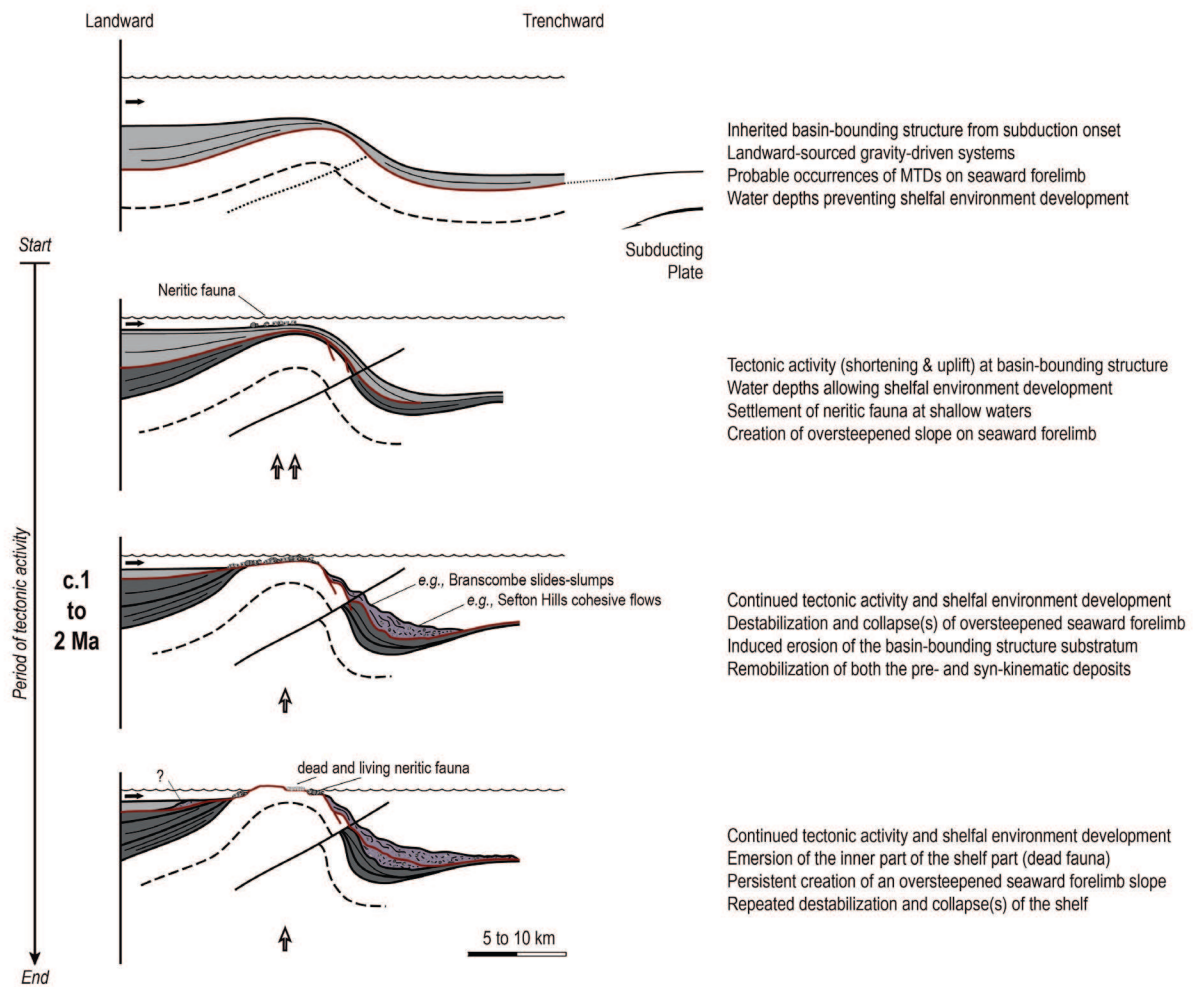 Landward
Trenchward
Inherited basin-bounding structure from subduction onset
Landward-sourced gravity-driven systems
Probable occurrences of MTDs on seaward forelimb
Water depths preventing shelfal environment development
Subducting
Plate
Start
Neritic fauna
Tectonic activity (shortening & uplift) at basin-bounding structure
Water depths allowing shelfal environment development
Settlement of neritic fauna at shallow waters
Creation of oversteepened slope on seaward forelimb
Period of tectonic activity
c.1
to
2 Ma
e.g., Branscombe slides-slumps
e.g., Sefton Hills cohesive flows
Continued tectonic activity and shelfal environment development
Destabilization and collapse(s) of oversteepened seaward forelimb
Induced erosion of the basin-bounding structure substratum
Remobilization of both the pre- and syn-kinematic deposits
?
dead and living neritic fauna
Continued tectonic activity and shelfal environment development
Emersion of the inner part of the shelf part (dead fauna)
Persistent creation of an oversteepened seaward forelimb slope
Repeated destabilization and collapse(s) of the shelf
5 to 10 km
End